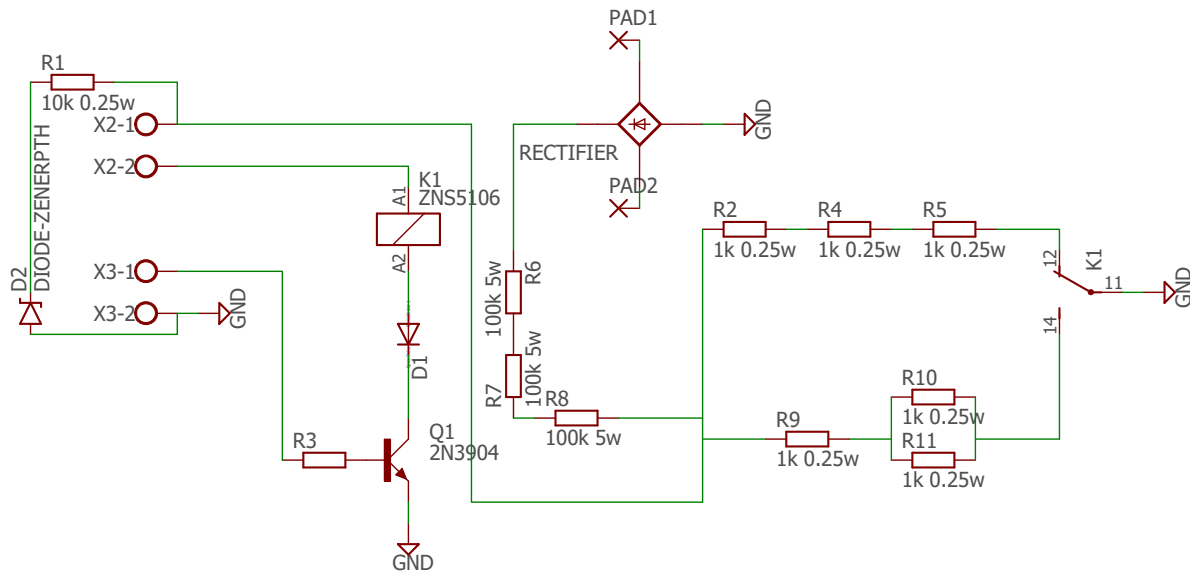 PAD1
R1
10k 0.25w
X2-1
GND
RECTIFIER
X2-2
DIODE-ZENERPTH
D2
K1
ZNS5106
A1
A2
PAD2
R2
1k 0.25w
R4
1k 0.25w
R5
1k 0.25w
12
K1
11
14
GND
X3-1
X3-2
GND
R6
100k 5w
R7
100k 5w
D1
R8
100k 5w
R10
1k 0.25w
R9
1k 0.25w
R11
1k 0.25w
R3
Q1
2N3904
GND